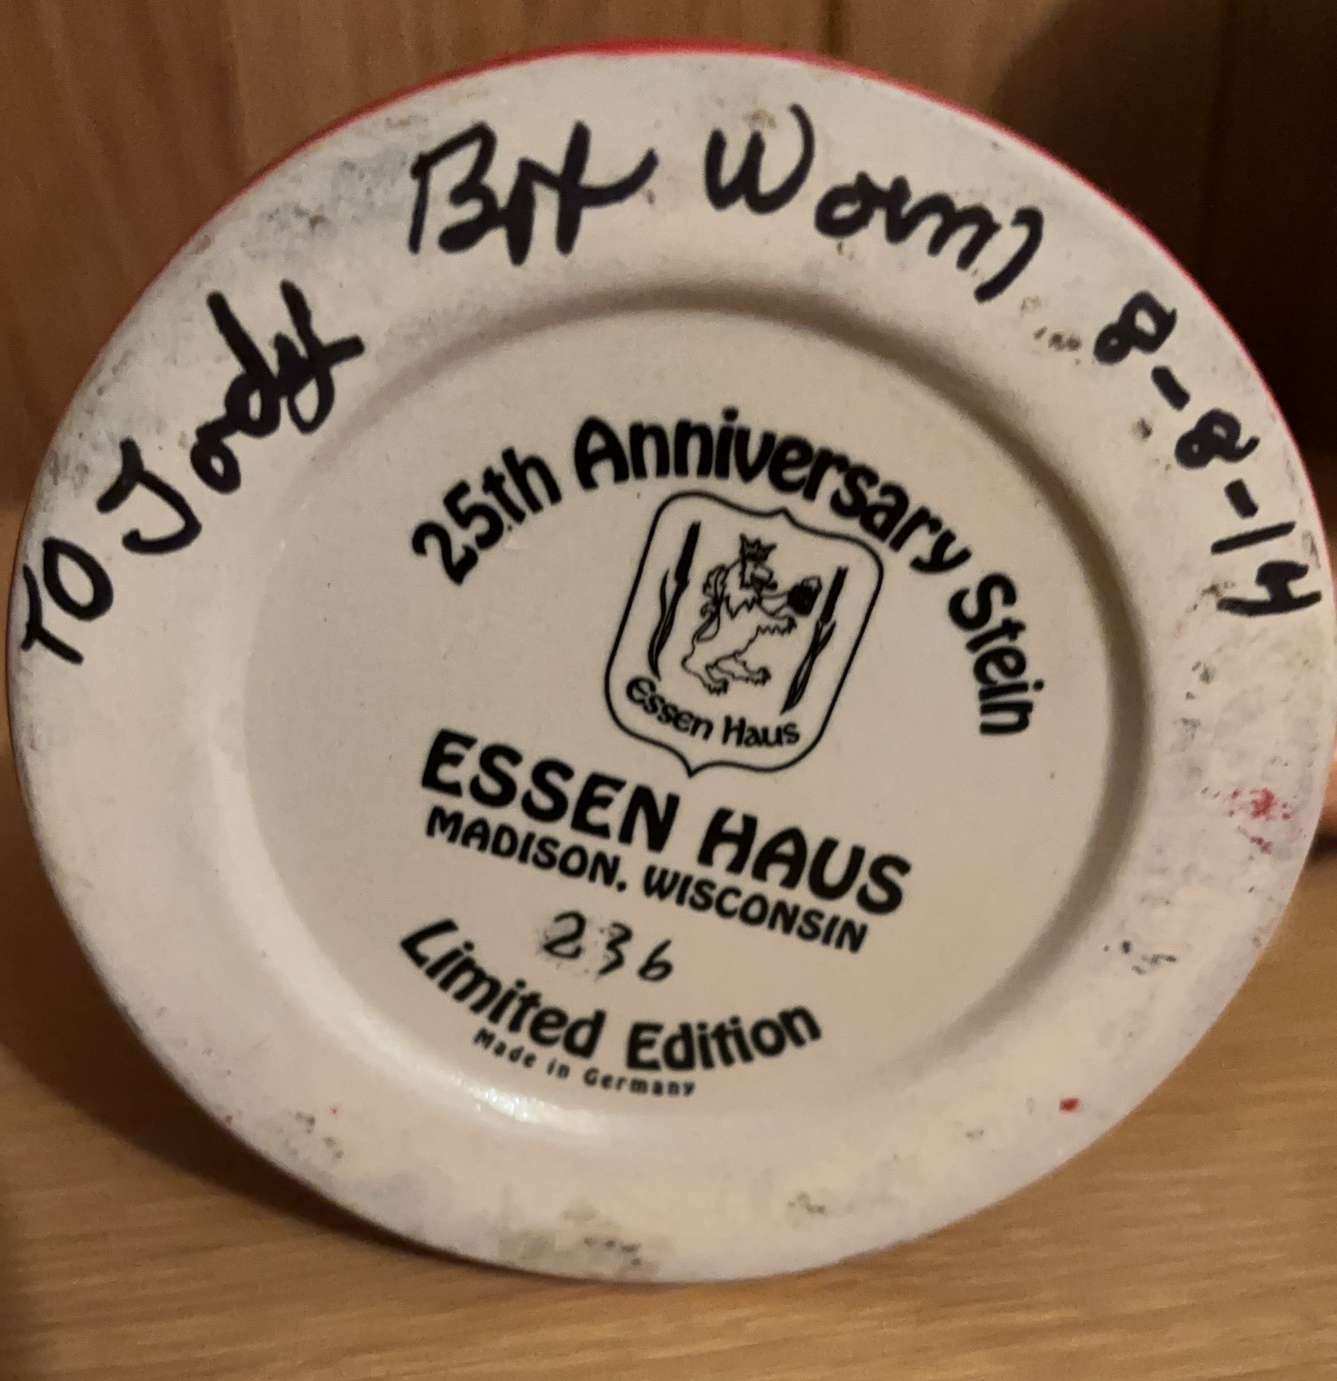 TO Jody
8-8-14
25th Anniversary Stein
Essen Haus
ESSEN HAUS
MADISON, WISCONSIN
236
Limited Edition
Made in Germany